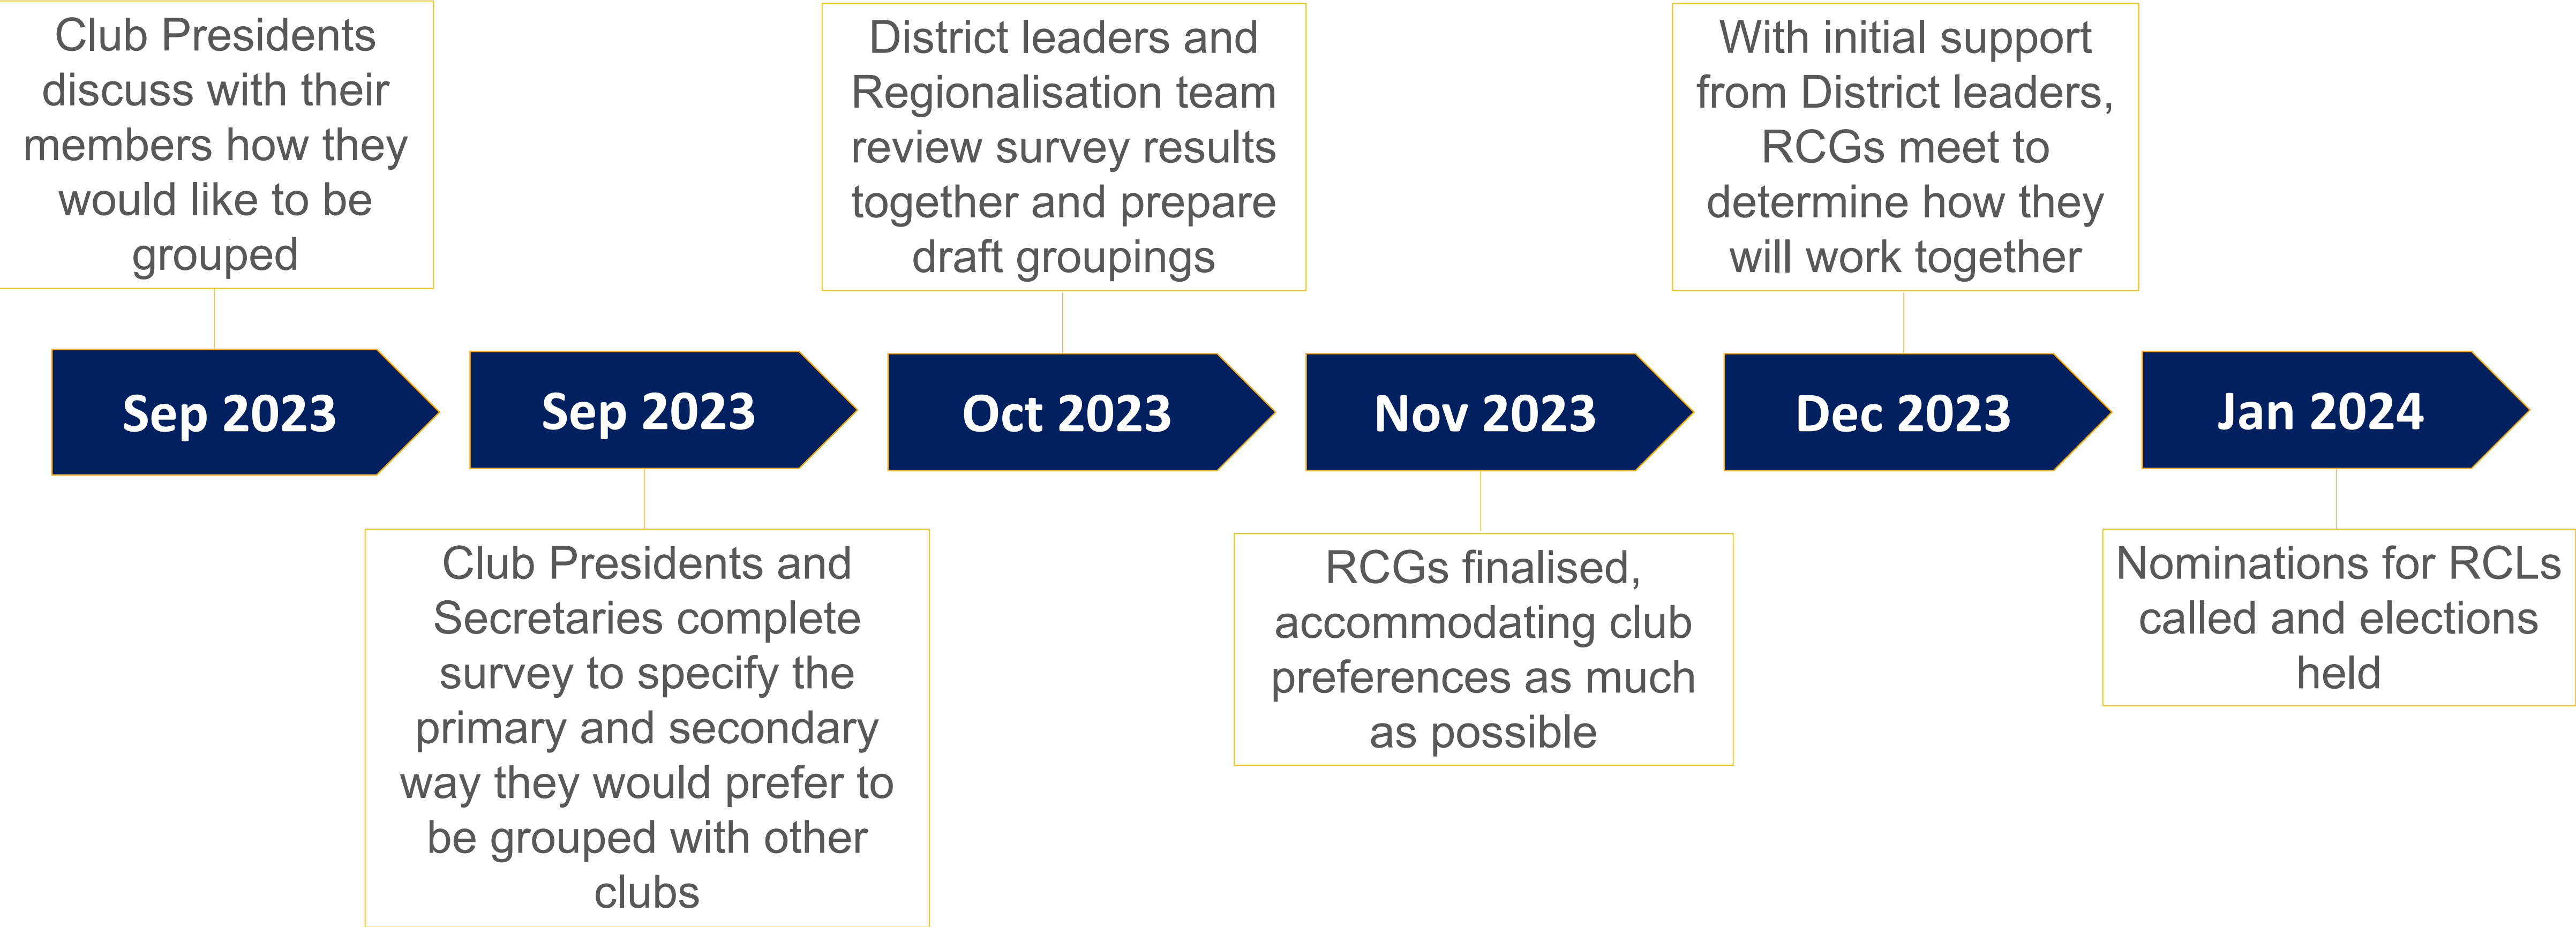 Club Presidents
discuss with their
members how they
would like to be
grouped
District leaders and
Regionalisation team
review survey results
together and prepare
draft groupings
With initial support
from District leaders,
RCGs meet to
determine how they
will work together
Sep 2023
Sep 2023
Oct 2023
Nov 2023
Dec 2023
Jan 2024
Club Presidents and
Secretaries complete
survey to specify the
primary and secondary
way they would prefer to
be grouped with other
clubs
RCGs finalised,
accommodating club
preferences as much
as possible
Nominations for RCLs
called and elections
held